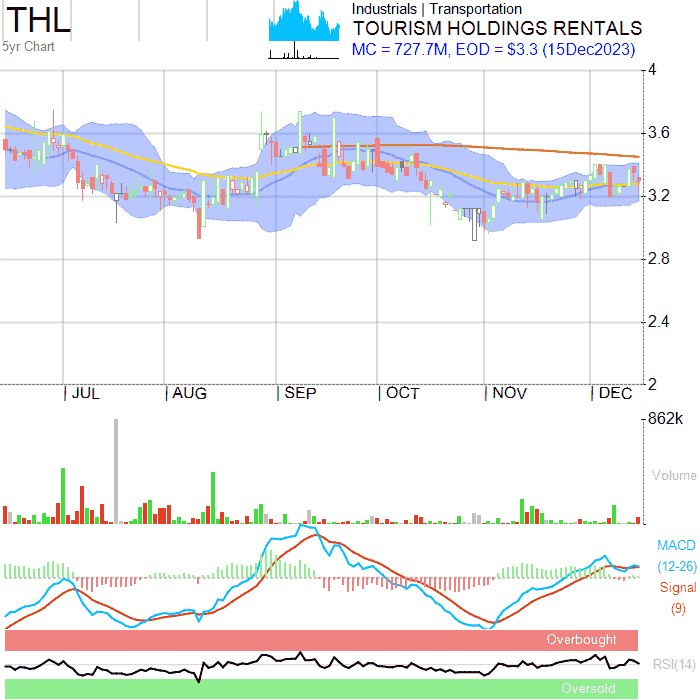 THL
5yr Chart
Industrials | Transportation
TOURISM HOLDINGS RENTALS
MC = 727.7M, EOD = $3.3 (15Dec2023)
4
3.6
3.2
2.8
2.4
2
JUL AUG SEP OCT NOV DEC
862k
Volume
MACD
(12-26)
Signal
(9)
Overbought
RSI(14)
Oversold